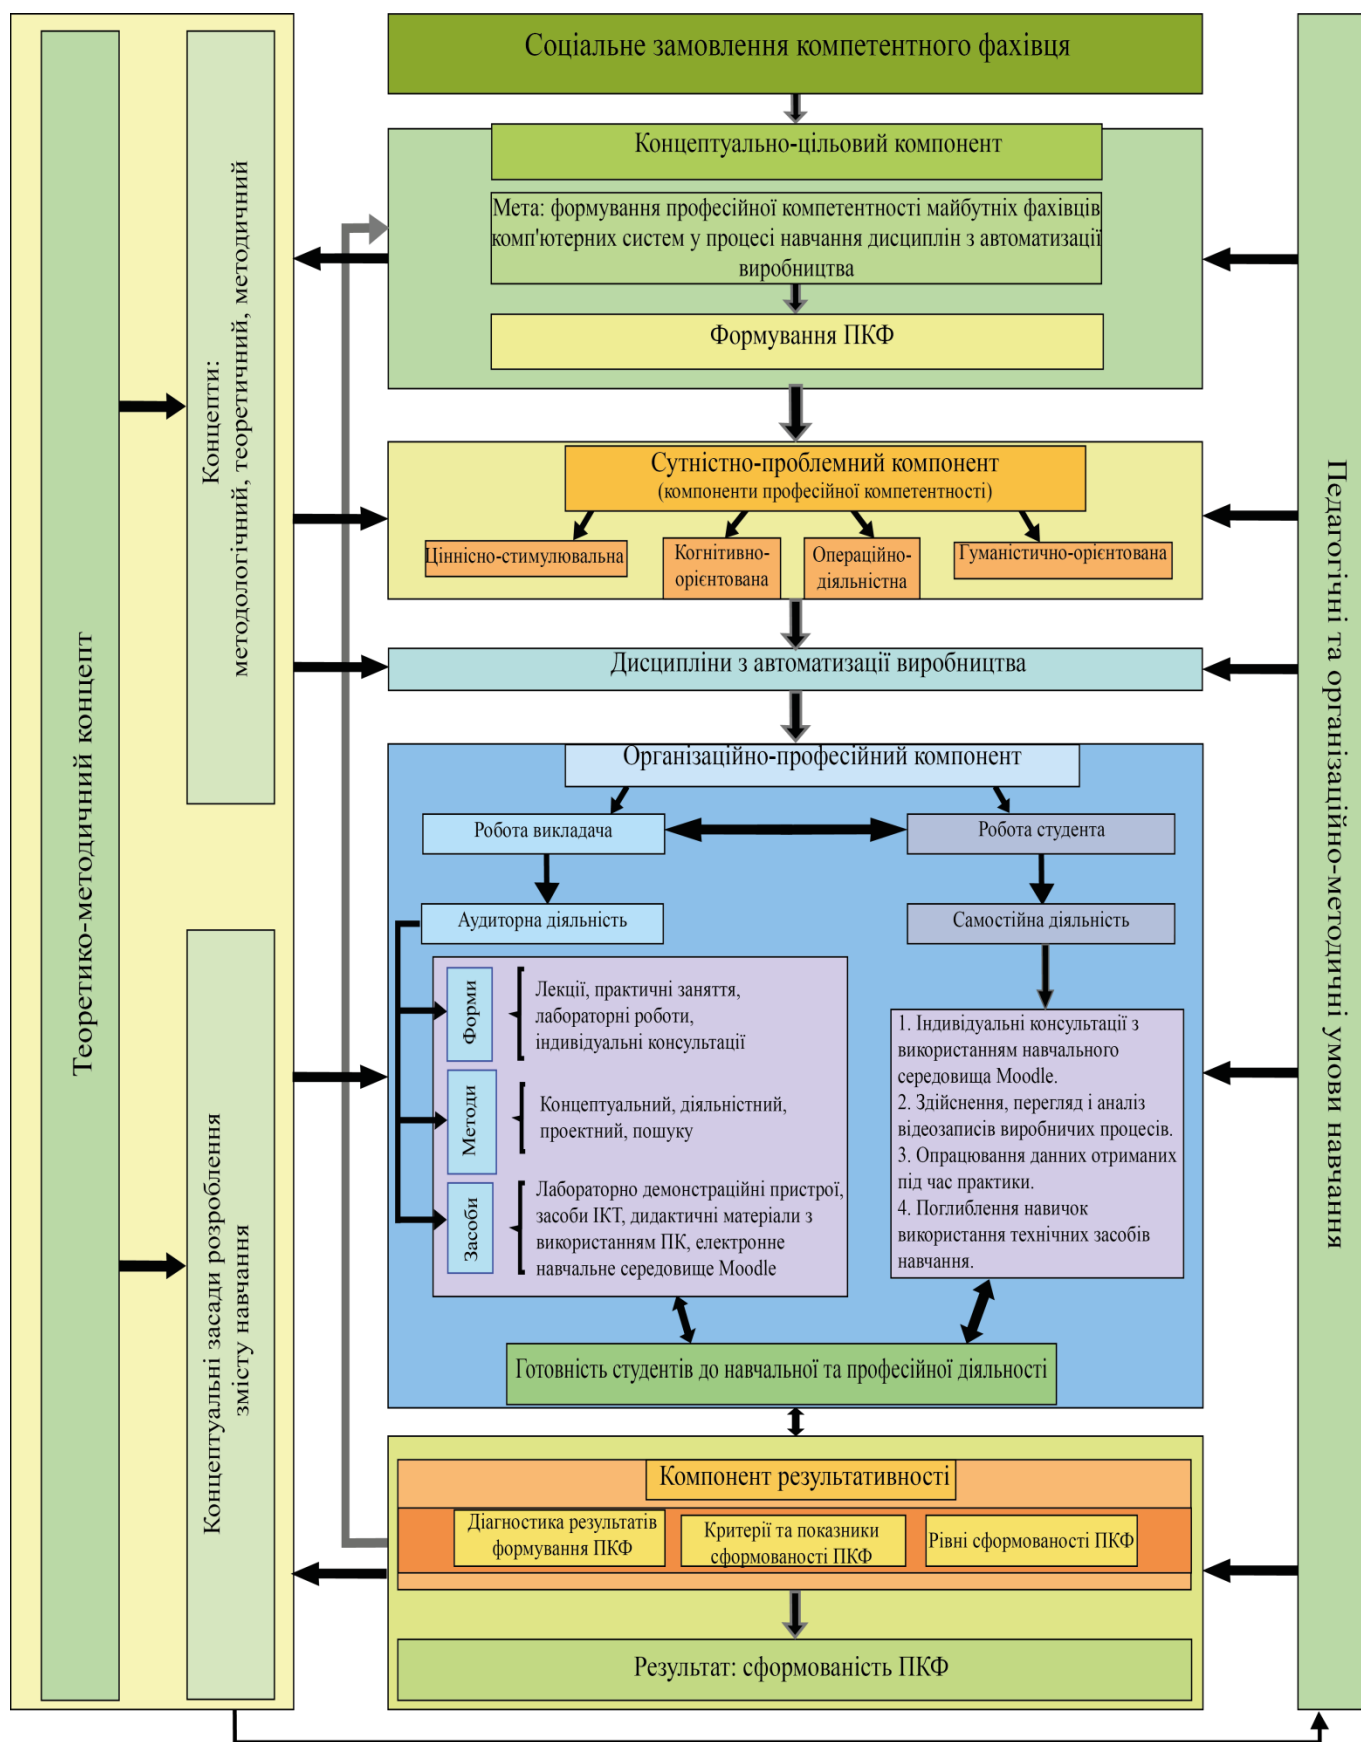 Соціальне замовлення компетентного фахівця
Концептуально-цільовий компонент
Мета: формування професійної компетентності майбутніх фахівців
комп'ютерних систем у процесі навчання дисциплін з автоматизації
виробництва
Формування ПКФ
Сутністно-проблемний компонент
(компоненти професійної компетентності)
Ціннісно-стимулювальна
Когнітивно-
орієнтована
Операційно-
діяльністна
Гуманістично-орієнтована
Дисципліни з автоматизації виробництва
Організаційно-професійний компонент
Робота викладача
Робота студента
Аудиторна діяльність
Самостійна діяльність
Форми
Лекції, практичні заняття,
лабораторні роботи,
індивідуальні консультації
Методи
Концептуальний, діяльністний,
проектний, пошуку
Засоби
Лабораторно демонстраційні пристрої,
засоби ІКТ, дидактичні матеріали з
використанням ПК, електронне
навчальне середовище Moodle
1. Індивідуальні консультації з
використанням навчального
середовища Moodle.
2. Здійснення, перегляд і аналіз
відеозаписів виробничих процесів.
3. Опрацювання данних отриманих
під час практики.
4. Поглиблення навичок
використання технічних засобів
навчання.
Готовність студентів до навчальної та професійної діяльності
Компонент результативності
Діагностика результатів
формування ПКФ
Критерії та показники
сформованості ПКФ
Рівні сформованості ПКФ
Результат: сформованість ПКФ
Теоретико-методичний концепт
Концепти:
методологічний, теоретичний, методичний
Концептуальні засади розроблення
змісту навчання
Педагогічні та організаційно-методичні умови навчання